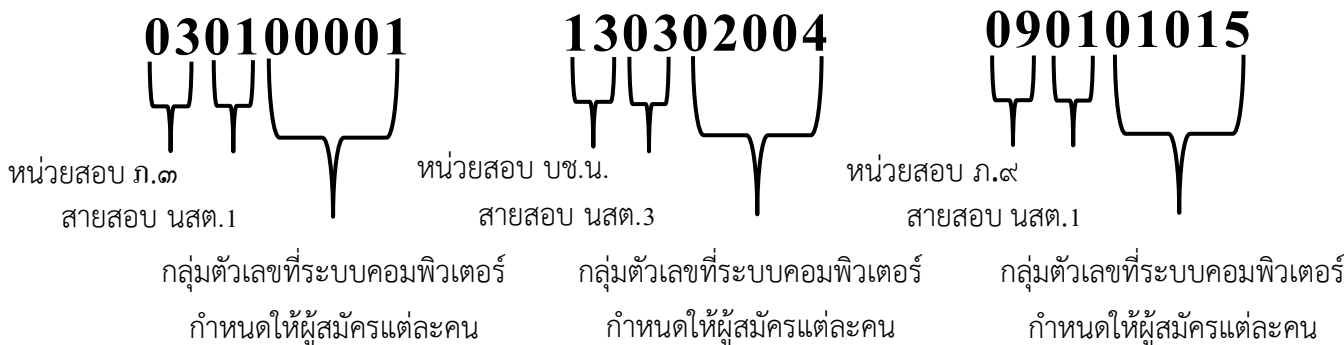 030100001 130302004 090101015
หน่วยสอบ ภ.๓ หน่วยสอบ บช.น. หน่วยสอบ ภ.๙
สายสอบ นสต.1 สายสอบ นสต.3 สายสอบ นสต.1
กลุ่มตัวเลขที่ระบบคอมพิวเตอร์ กลุ่มตัวเลขที่ระบบคอมพิวเตอร์ กลุ่มตัวเลขที่ระบบคอมพิวเตอร์
กำหนดให้ผู้สมัครแต่ละคน กำหนดให้ผู้สมัครแต่ละคน กำหนดให้ผู้สมัครแต่ละคน